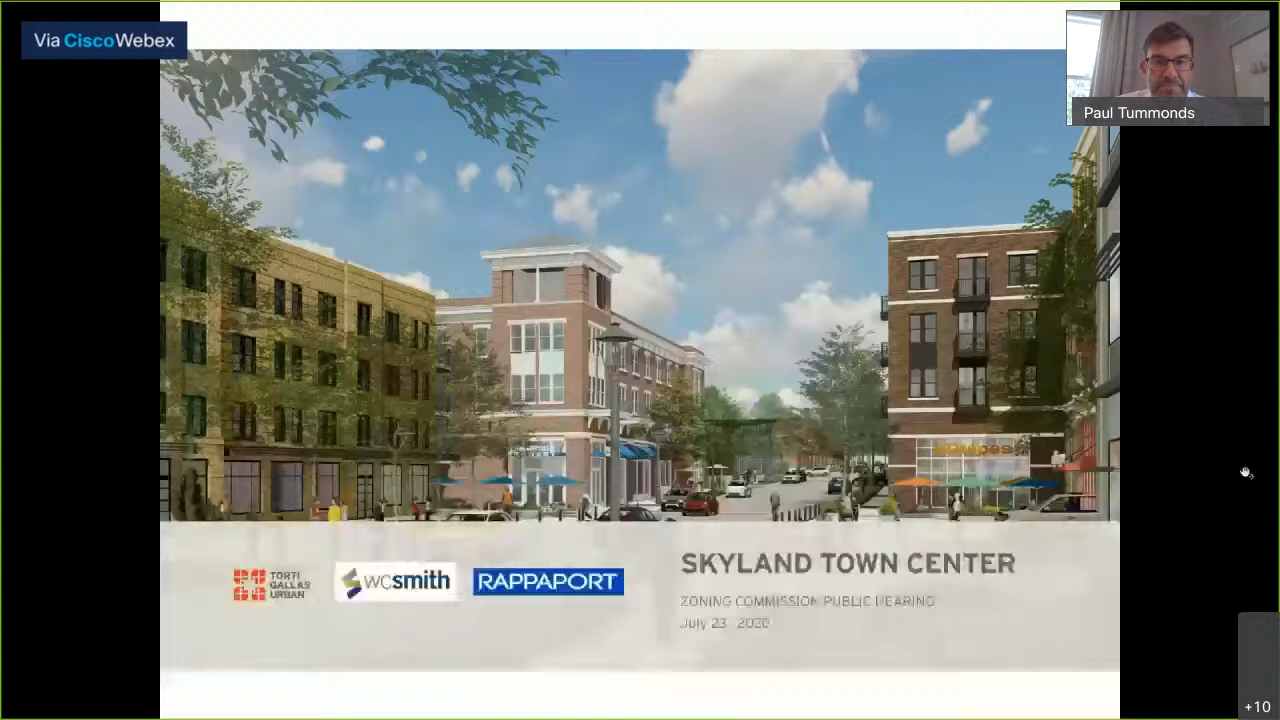 Via CiscoWebex
Paul Tummonds
TORTI
GALLAS
URBAN
wcsmith
RAPPAPORT
SKYLAND TOWN CENTER
ZONING COMMISSION PUBLIC HEARING
July 23 2020
+10